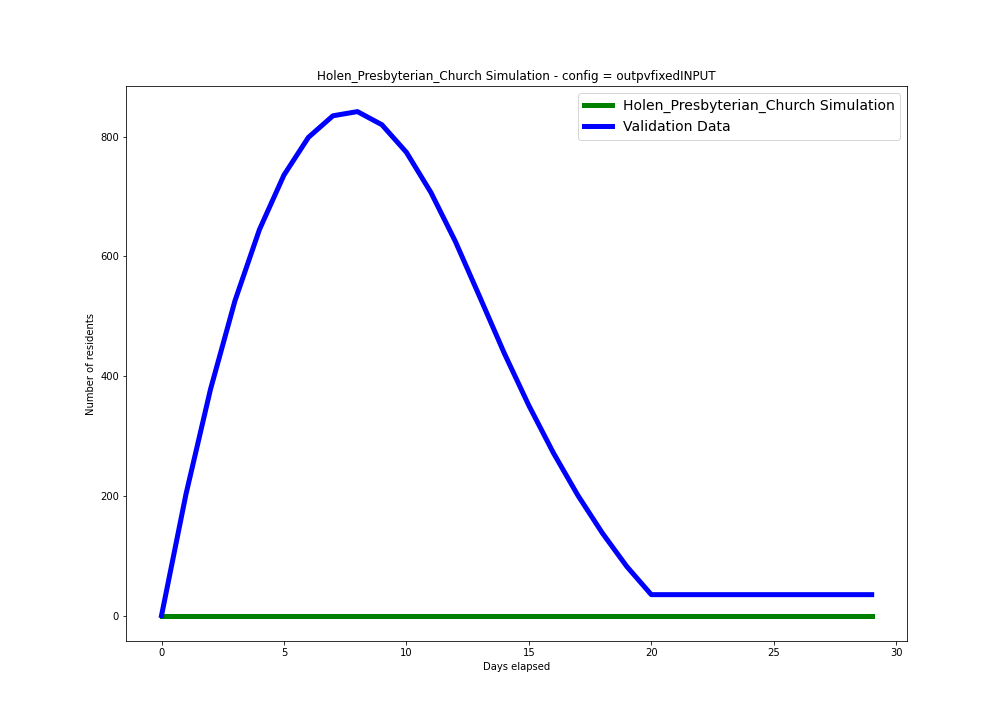 Holen_Presbyterian_Church Simulation - config = outpvfixedINPUT
Holen_Presbyterian_Church Simulation
Validation Data
Number of residents
800
600
400
200
0
0 5 10 15 20 25 30
Days elapsed